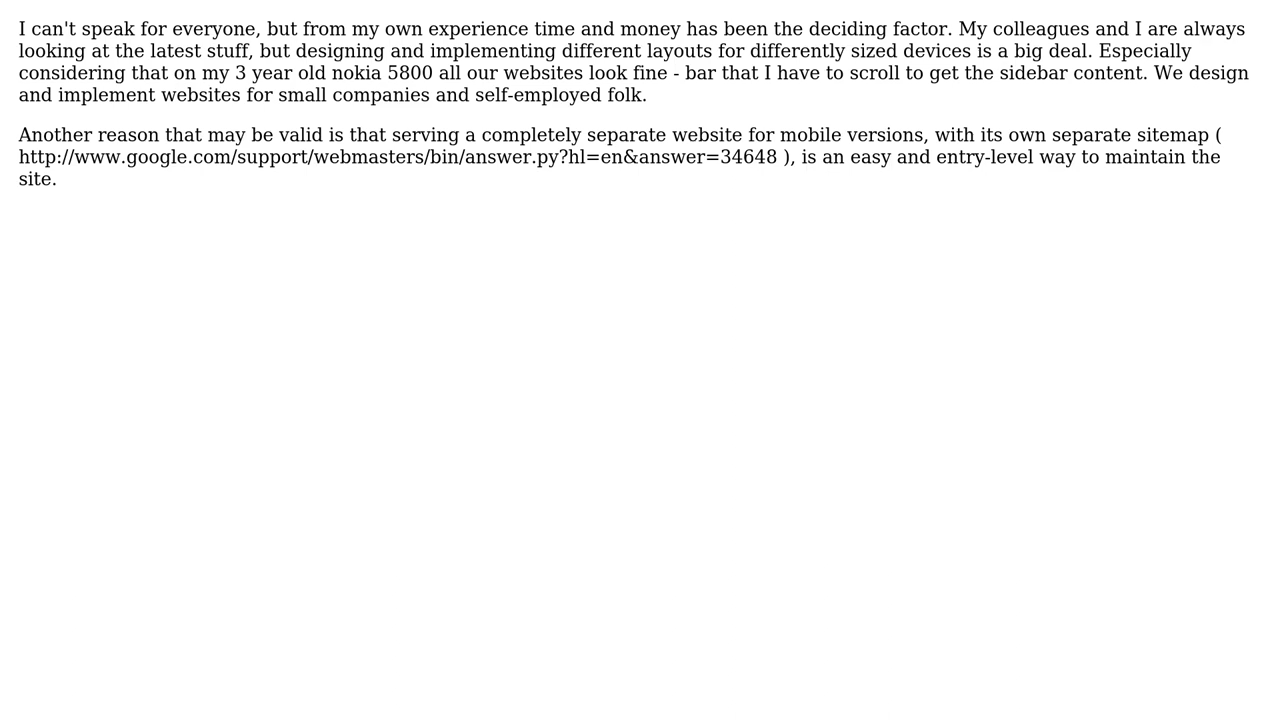 I can't speak for everyone, but from my own experience time and money has been the deciding factor. My colleagues and I are always
looking at the latest stuff, but designing and implementing different layouts for differently sized devices is a big deal. Especially
considering that on my 3 year old nokia 5800 all our websites look fine - bar that I have to scroll to get the sidebar content. We design
and implement websites for small companies and self-employed folk.
Another reason that may be valid is that serving a completely separate website for mobile versions, with its own separate sitemap (
http://www.google.com/support/webmasters/bin/answer.py?hl=en&answer=34648 ), is an easy and entry-level way to maintain the
site.